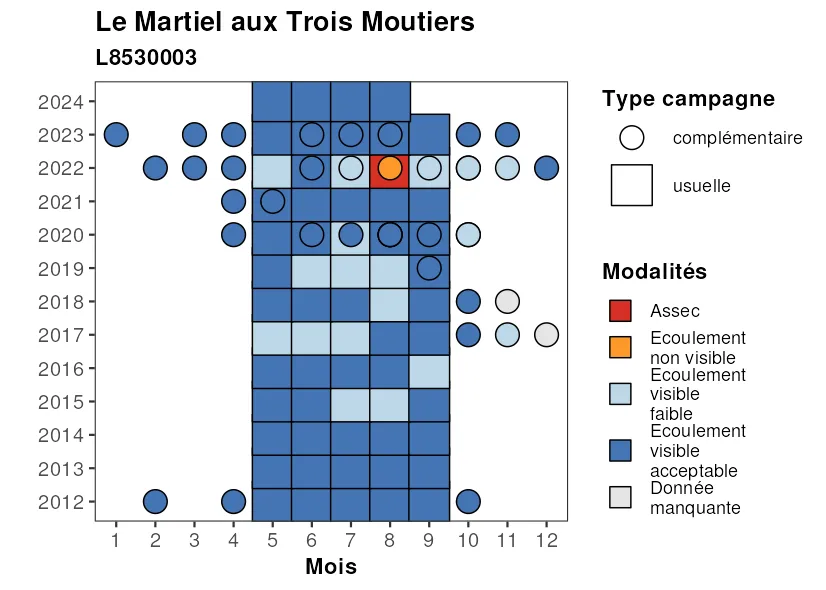 Le Martiel aux Trois Moutiers
L8530003
2024
2023
2022
2021
2020
2019
2018
2017
2016
2015
2014
2013
2012
1 2 3 4 5 6 7 8 9 10 11 12
Mois
Type campagne
complémentaire
usuelle
Modalités
Assec
Ecoulement
non visible
Ecoulement
visible
faible
Ecoulement
visible
acceptable
Donnée
manquante